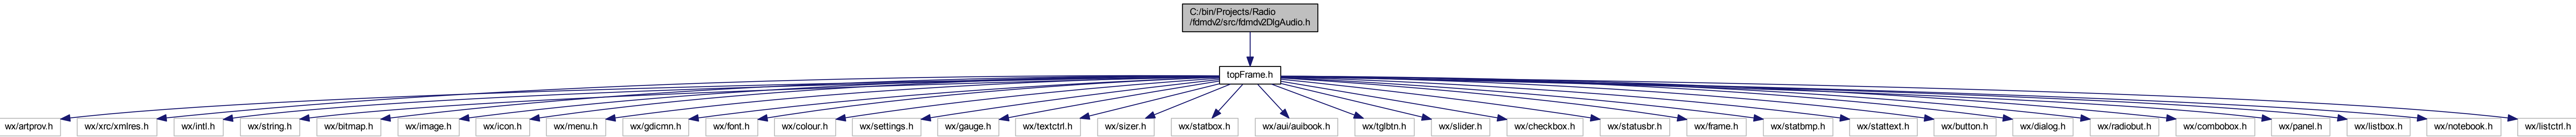 C:/bin/Projects/Radio
/fdmdv2/src/fdmdv2DlgAudio.h
topFrame.h
wx/artprov.h
wx/xrc/xmlres.h
wx/intl.h
wx/string.h
wx/bitmap.h
wx/image.h
wx/icon.h
wx/menu.h
wx/gdicmn.h
wx/font.h
wx/colour.h
wx/settings.h
wx/gauge.h
wx/textctrl.h
wx/sizer.h
wx/statbox.h
wx/aui/auibook.h
wx/tglbtn.h
wx/slider.h
wx/checkbox.h
wx/statusbr.h
wx/frame.h
wx/statbmp.h
wx/stattext.h
wx/button.h
wx/dialog.h
wx/radiobut.h
wx/combobox.h
wx/panel.h
wx/listbox.h
wx/notebook.h
wx/listctrl.h